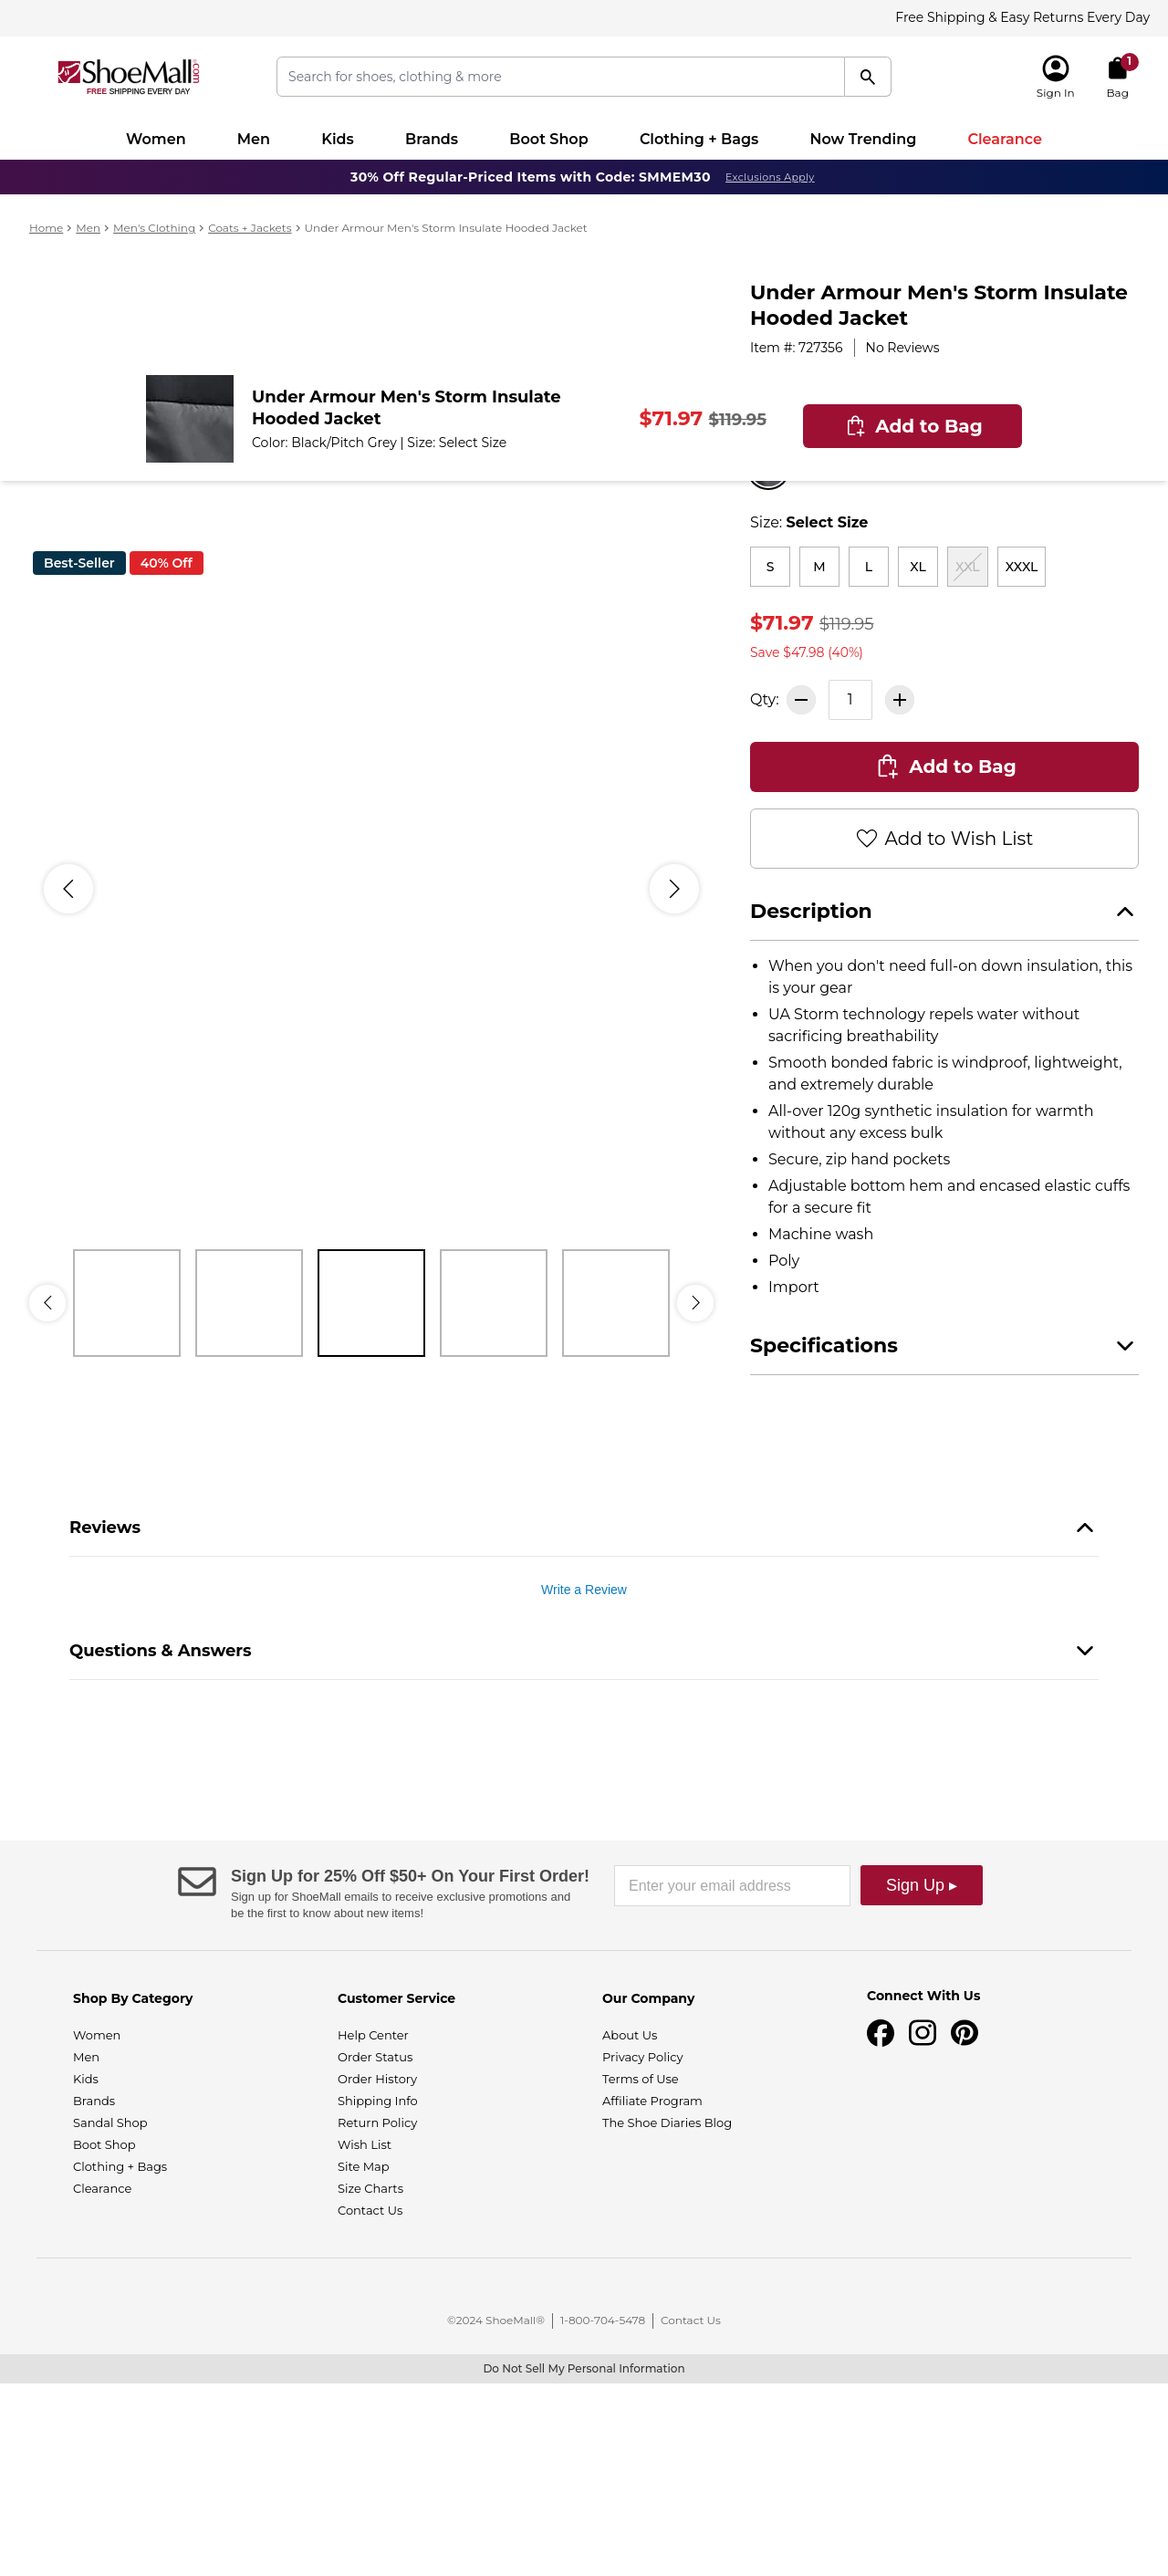 Free Shipping & Easy Returns Every Day
ShoeMall.com
FREE SHIPPING EVERY DAY
Search for shoes, clothing & more
Sign In
1
Bag
Women Men Kids Brands Boot Shop Clothing + Bags Now Trending Clearance
30% Off Regular-Priced Items with Code: SMMEM30 Exclusions Apply
Home > Men > Men's Clothing > Coats + Jackets > Under Armour Men's Storm Insulate Hooded Jacket
Under Armour Men's Storm Insulate
Hooded Jacket
Item #: 727356 | No Reviews
Under Armour Men's Storm Insulate
Hooded Jacket
Color: Black/Pitch Grey | Size: Select Size
$71.97 $119.95
Add to Bag
Size: Select Size
Best-Seller 40% Off
S M L XL XXL XXXL
$71.97 $119.95
Save $47.98 (40%)
Qty: 1
Add to Bag
Add to Wish List
Description
• When you don't need full-on down insulation, this
is your gear
• UA Storm technology repels water without
sacrificing breathability
• Smooth bonded fabric is windproof, lightweight,
and extremely durable
• All-over 120g synthetic insulation for warmth
without any excess bulk
• Secure, zip hand pockets
• Adjustable bottom hem and encased elastic cuffs
for a secure fit
• Machine wash
• Poly
• Import
Specifications
Reviews
Write a Review
Questions & Answers
Sign Up for 25% Off $50+ On Your First Order!
Sign up for ShoeMall emails to receive exclusive promotions and
be the first to know about new items!
Enter your email address
Sign Up ▸
Shop By Category
Women
Men
Kids
Brands
Sandal Shop
Boot Shop
Clothing + Bags
Clearance
Customer Service
Help Center
Order Status
Order History
Shipping Info
Return Policy
Wish List
Site Map
Size Charts
Contact Us
Our Company
About Us
Privacy Policy
Terms of Use
Affiliate Program
The Shoe Diaries Blog
Connect With Us
©2024 ShoeMall® | 1-800-704-5478 | Contact Us
Do Not Sell My Personal Information